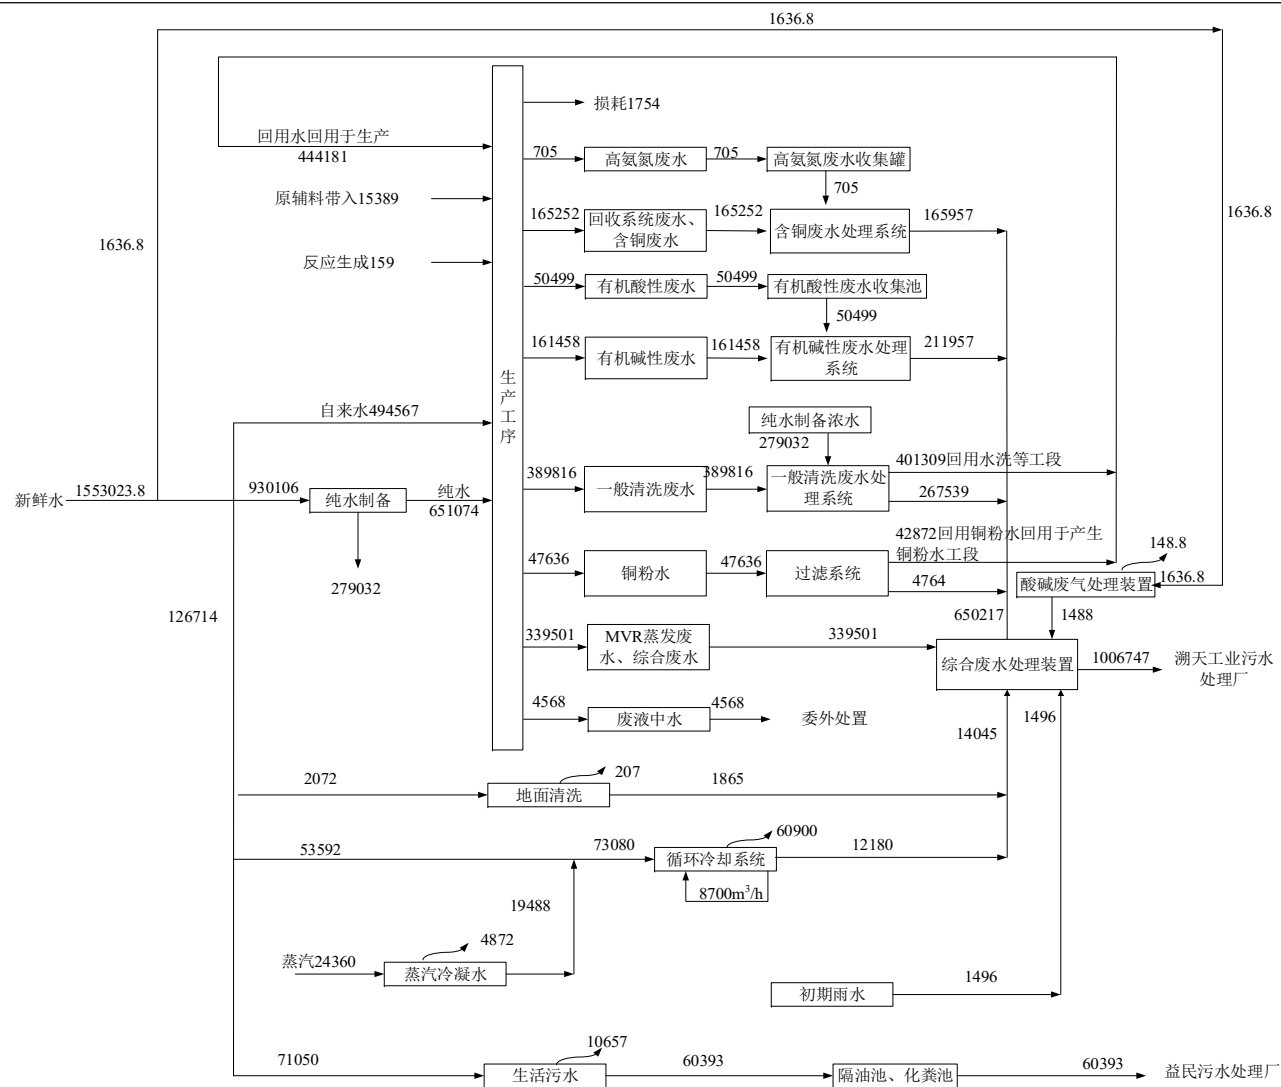 1636.8
损耗1754
回用水回用于生产
444181
705
高氨氮废水
705
高氨氮废水收集罐
705
原辅料带入15389
165252
回收系统废水、
含铜废水
165252
含铜废水处理系统
165957
1636.8
1636.8
反应生成159
50499
有机酸性废水
50499
有机酸性废水收集池
50499
161458
有机碱性废水
161458
有机碱性废水处理
系统
211957
生产工序
自来水494567
纯水制备浓水
279032
389816
一般清洗废水
389816
一般清洗废水处
理系统
401309回用水洗等工段
267539
新鲜水
1553023.8
930106
纯水制备
纯水
651074
279032
47636
铜粉水
47636
过滤系统
42872回用铜粉水回用于产生
铜粉水工段
4764
148.8
酸碱废气处理装置
1636.8
1488
126714
650217
339501
MVR蒸发废
水、综合废水
339501
综合废水处理装置
1006747
溯天工业污水
处理厂
4568
废液中水
4568
委外处置
14045
1496
2072
地面清洗
207
1865
53592
73080
循环冷却系统
60900
12180
8700m³/h
19488
蒸汽24360
蒸汽冷凝水
4872
初期雨水
1496
71050
生活污水
10657
60393
隔油池、化粪池
60393
益民污水处理厂